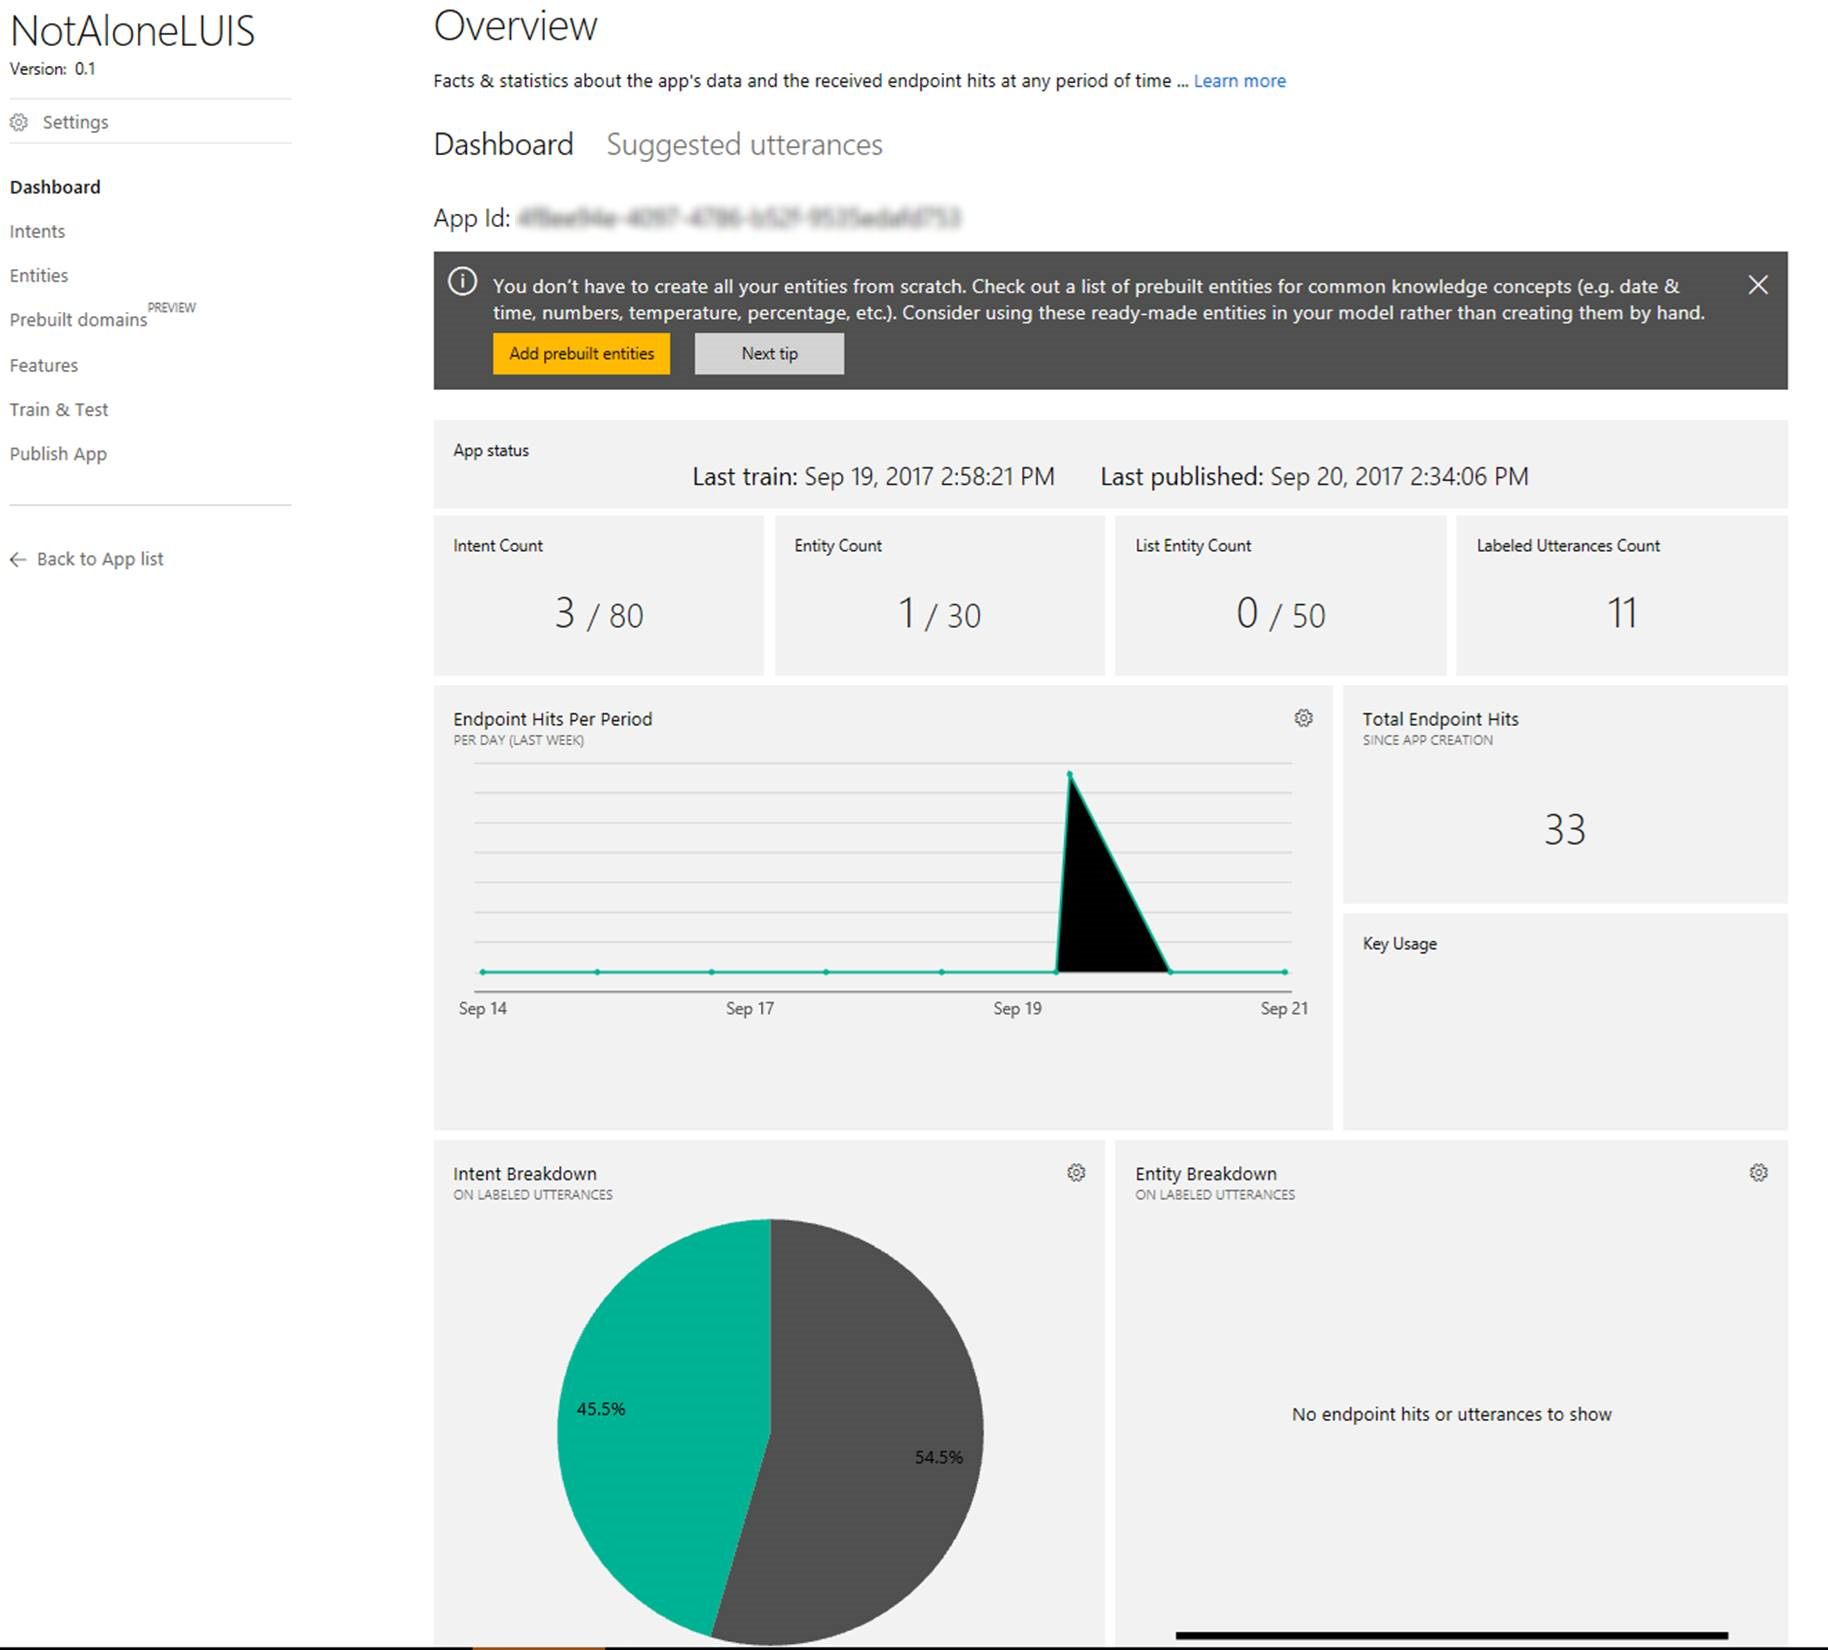 NotAloneLUIS
Version: 0.1
Settings
Dashboard
Intents
Entities
Prebuilt domains PREVIEW
Features
Train & Test
Publish App
Back to App list
Overview
Facts & statistics about the app's data and the received endpoint hits at any period of time ... Learn more
Dashboard Suggested utterances
App Id:
You don't have to create all your entities from scratch. Check out a list of prebuilt entities for common knowledge concepts (e.g. date &
time, numbers, temperature, percentage, etc.). Consider using these ready-made entities in your model rather than creating them by hand.
Add prebuilt entities Next tip
App status
Last train: Sep 19, 2017 2:58:21 PM Last published: Sep 20, 2017 2:34:06 PM
Intent Count
3 / 80
Entity Count
1 / 30
List Entity Count
0 / 50
Labeled Utterances Count
11
Endpoint Hits Per Period
PER DAY (LAST WEEK)
Sep 14 Sep 17 Sep 19 Sep 21
Total Endpoint Hits
SINCE APP CREATION
33
Key Usage
Intent Breakdown
ON LABELED UTTERANCES
45.5%
54.5%
Entity Breakdown
ON LABELED UTTERANCES
No endpoint hits or utterances to show